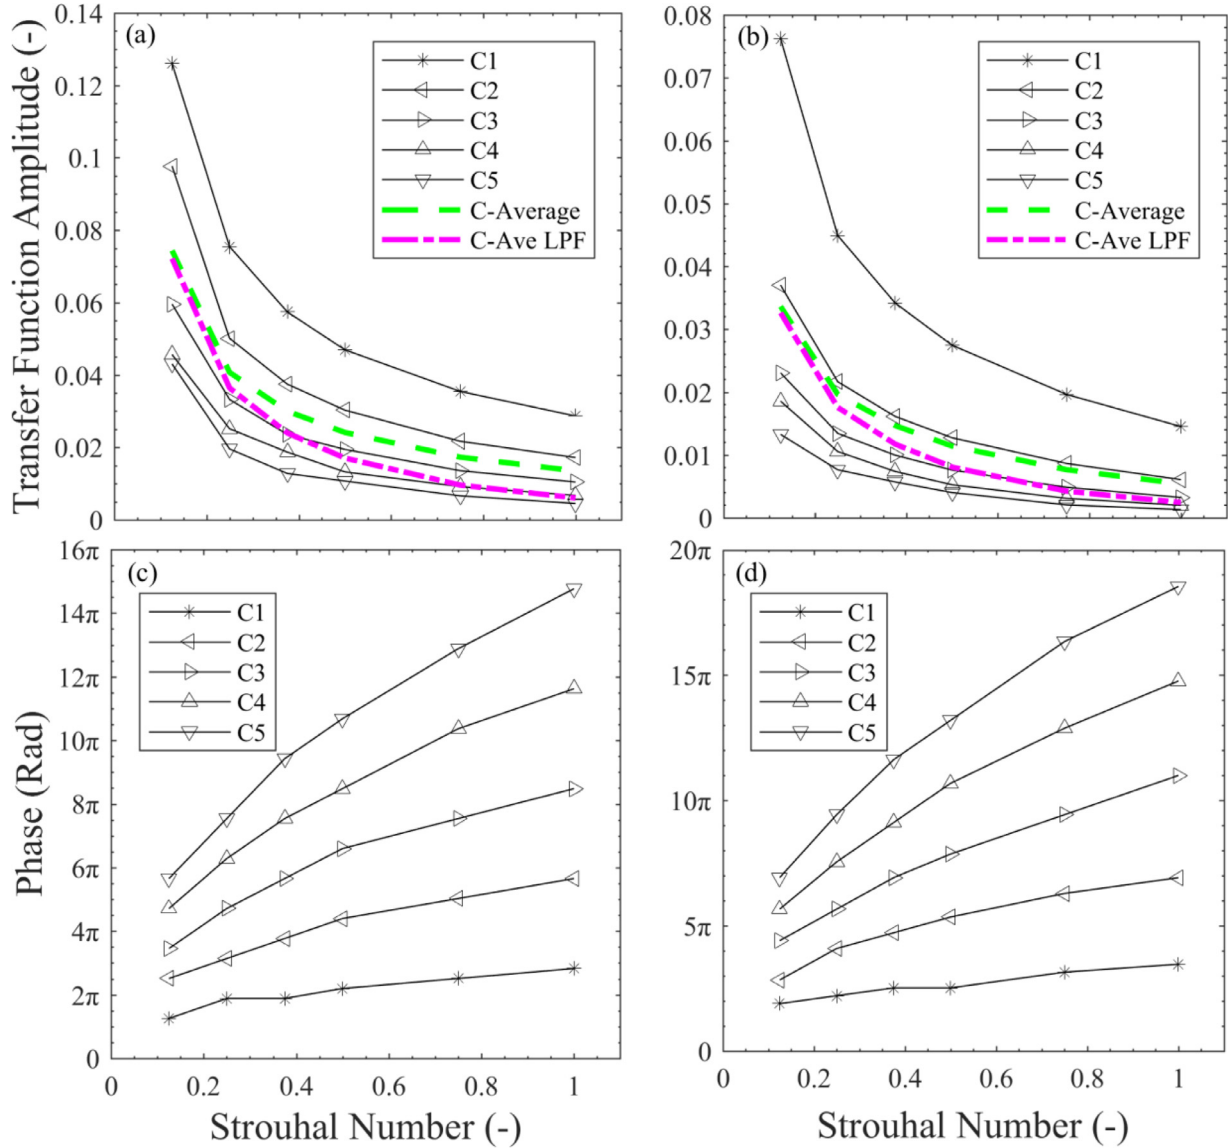 Transfer Function Amplitude (-)
(a)
0.14
0.12
0.1
0.08
0.06
0.04
0.02
0
C1
C2
C3
C4
C5
C-Average
C-Ave LPF
(b)
0.08
0.07
0.06
0.05
0.04
0.03
0.02
0.01
0
C1
C2
C3
C4
C5
C-Average
C-Ave LPF
Phase (Rad)
(c)
16π
14π
12π
10π
8π
6π
4π
2π
0
C1
C2
C3
C4
C5
0 0.2 0.4 0.6 0.8 1
Strouhal Number (-)
(d)
20π
15π
10π
5π
0
C1
C2
C3
C4
C5
0 0.2 0.4 0.6 0.8 1
Strouhal Number (-)